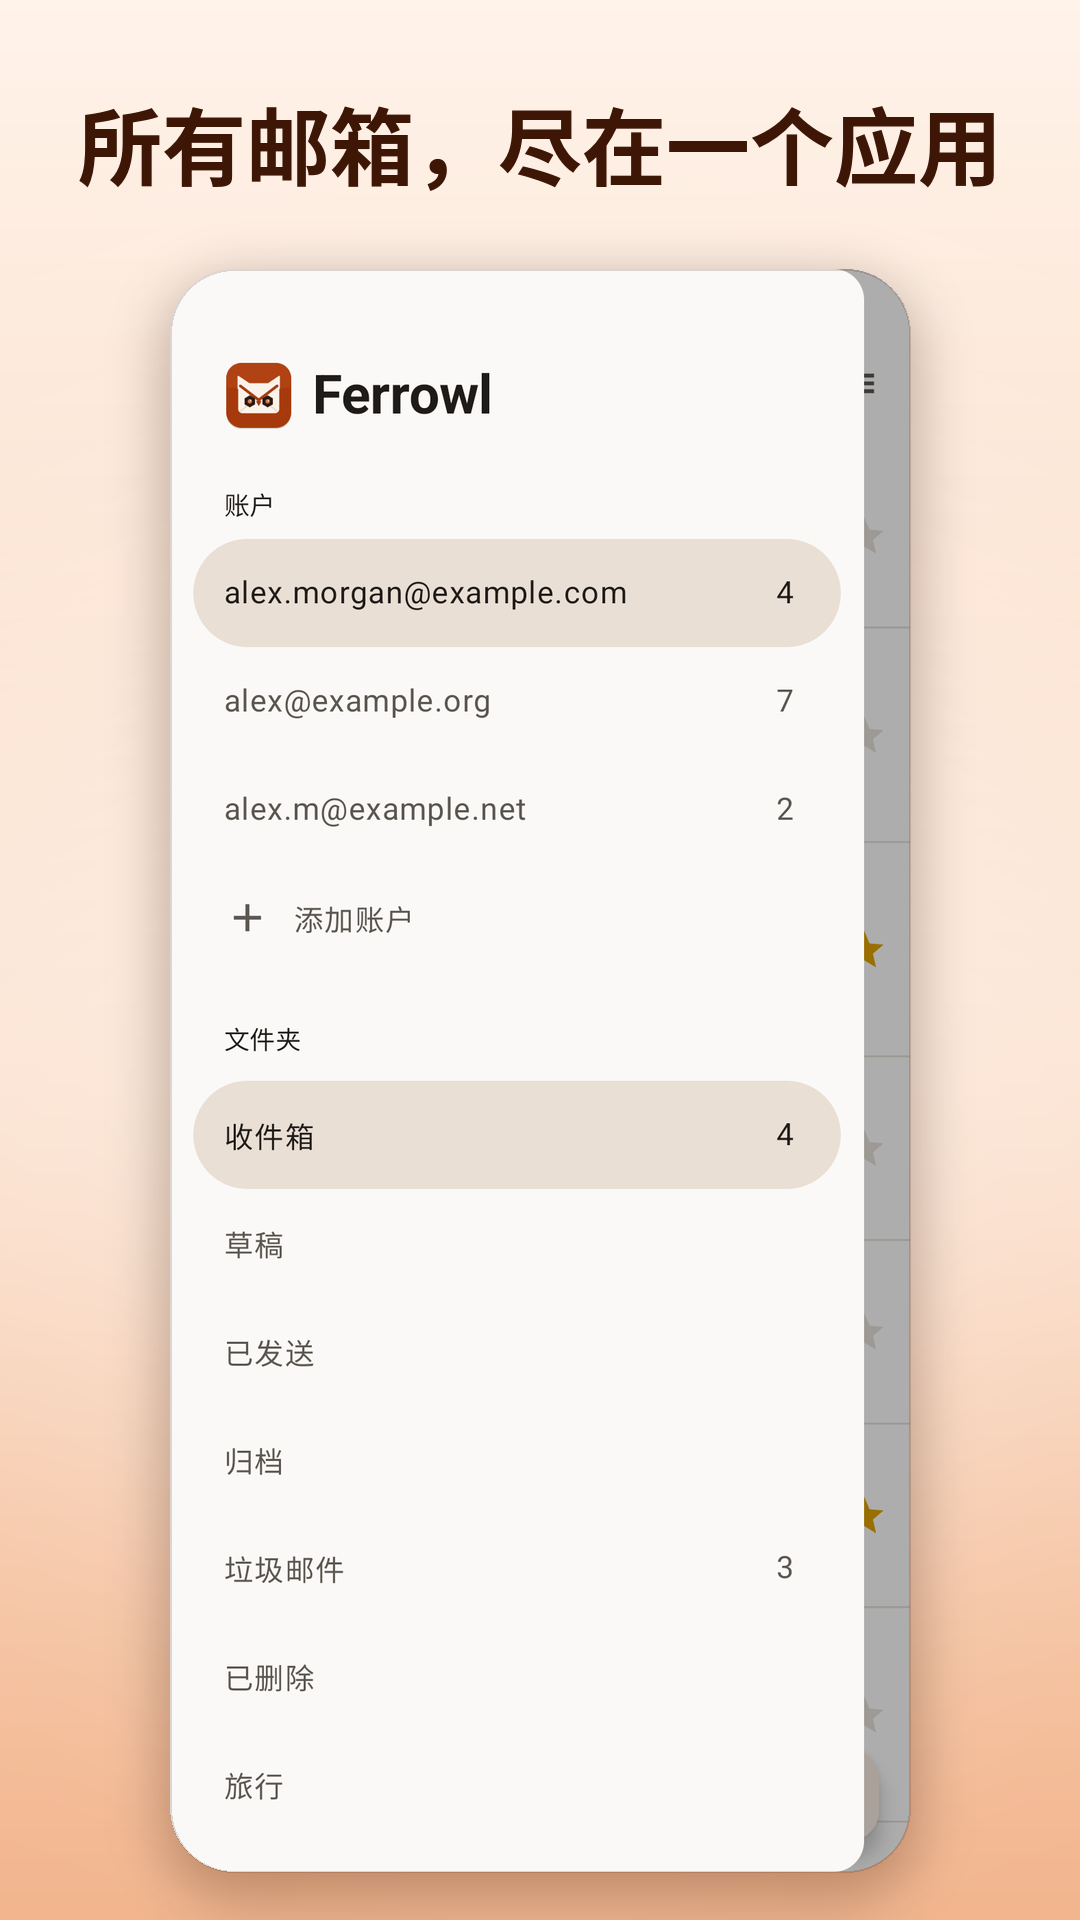 所有邮箱，尽在一个应用
Ferrowl
账户
alex.morgan@example.com 4
alex@example.org 7
alex.m@example.net 2
添加账户
文件夹
收件箱 4
草稿
已发送
归档
垃圾邮件 3
已删除
旅行